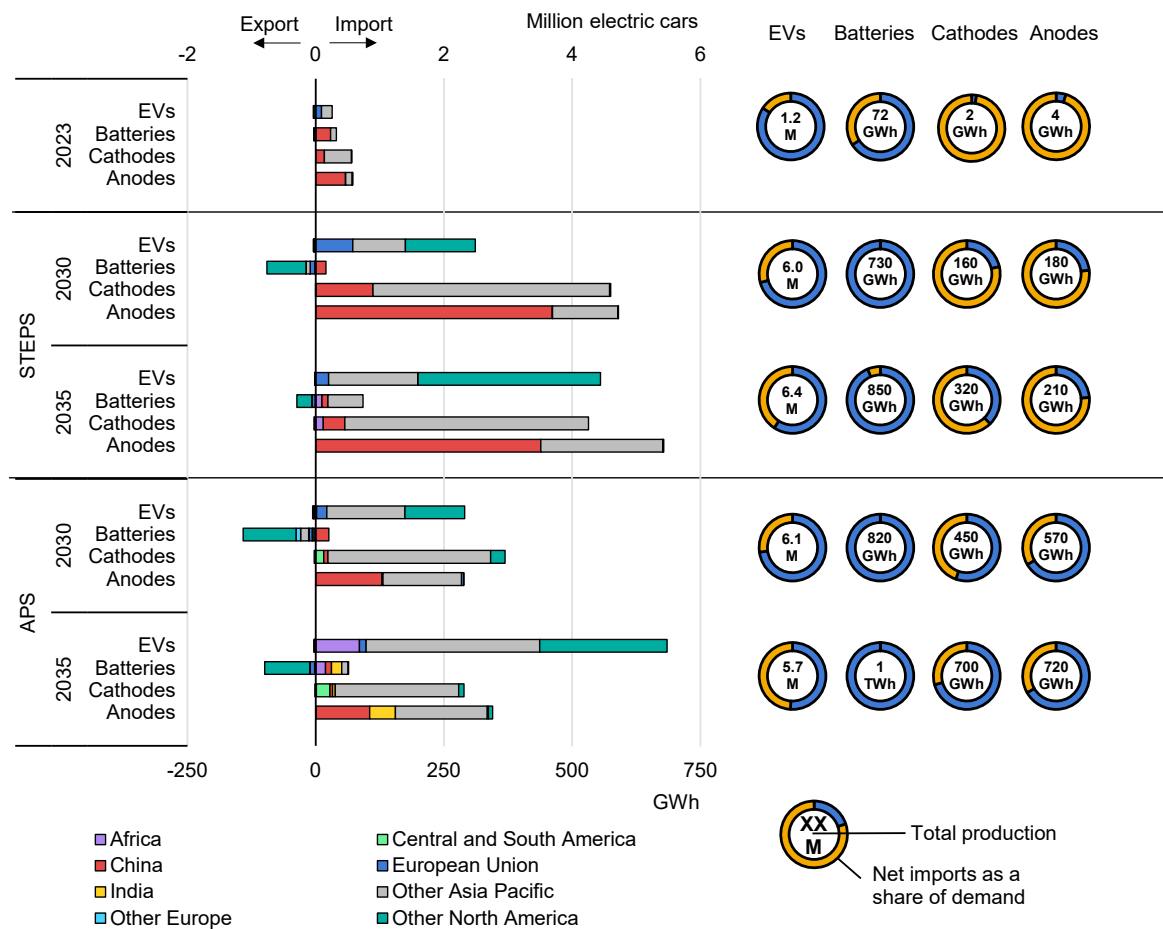 Export Import Million electric cars
-2 0 2 4 6
EVs Batteries Cathodes Anodes
2023
EVs
Batteries
Cathodes
Anodes
1.2 M
72 GWh
2 GWh
4 GWh
STEPS
2030
EVs
Batteries
Cathodes
Anodes
6.0 M
730 GWh
160 GWh
180 GWh
2035
EVs
Batteries
Cathodes
Anodes
6.4 M
850 GWh
320 GWh
210 GWh
APS
2030
EVs
Batteries
Cathodes
Anodes
6.1 M
820 GWh
450 GWh
570 GWh
2035
EVs
Batteries
Cathodes
Anodes
5.7 M
1 TWh
700 GWh
720 GWh
-250 0 250 500 750
GWh
Africa
China
India
Other Europe
Central and South America
European Union
Other Asia Pacific
Other North America
XX
M
Total production
Net imports as a
share of demand